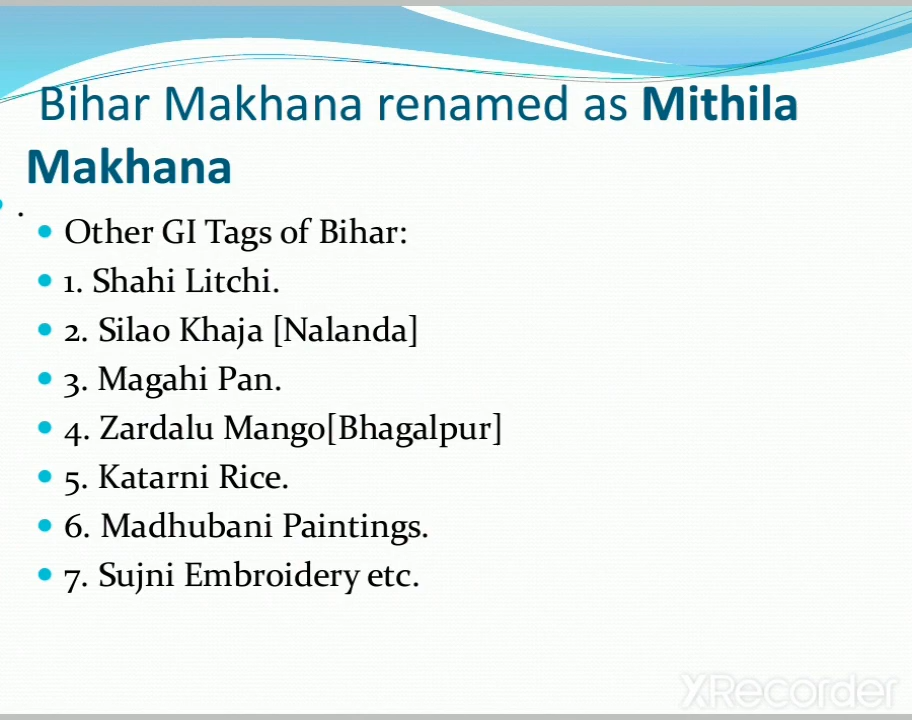 Bihar Makhana renamed as Mithila
Makhana
.
Other GI Tags of Bihar:
1. Shahi Litchi.
2. Silao Khaja [Nalanda]
3. Magahi Pan.
4. Zardalu Mango[Bhagalpur]
5. Katarni Rice.
6. Madhubani Paintings.
7. Sujni Embroidery etc.
XRecorder